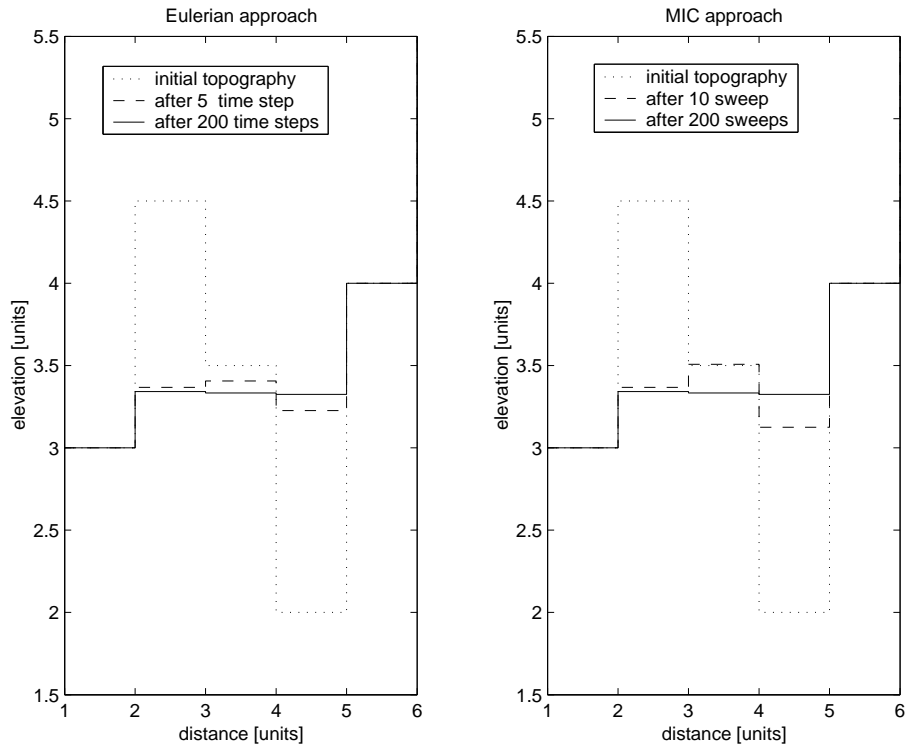 Eulerian approach
5.5
5
4.5
4
3.5
3
2.5
2
1.5
elevation [units]
initial topography
after 5 time step
after 200 time steps
1 2 3 4 5 6
distance [units]
MIC approach
5.5
5
4.5
4
3.5
3
2.5
2
1.5
elevation [units]
initial topography
after 10 sweep
after 200 sweeps
1 2 3 4 5 6
distance [units]